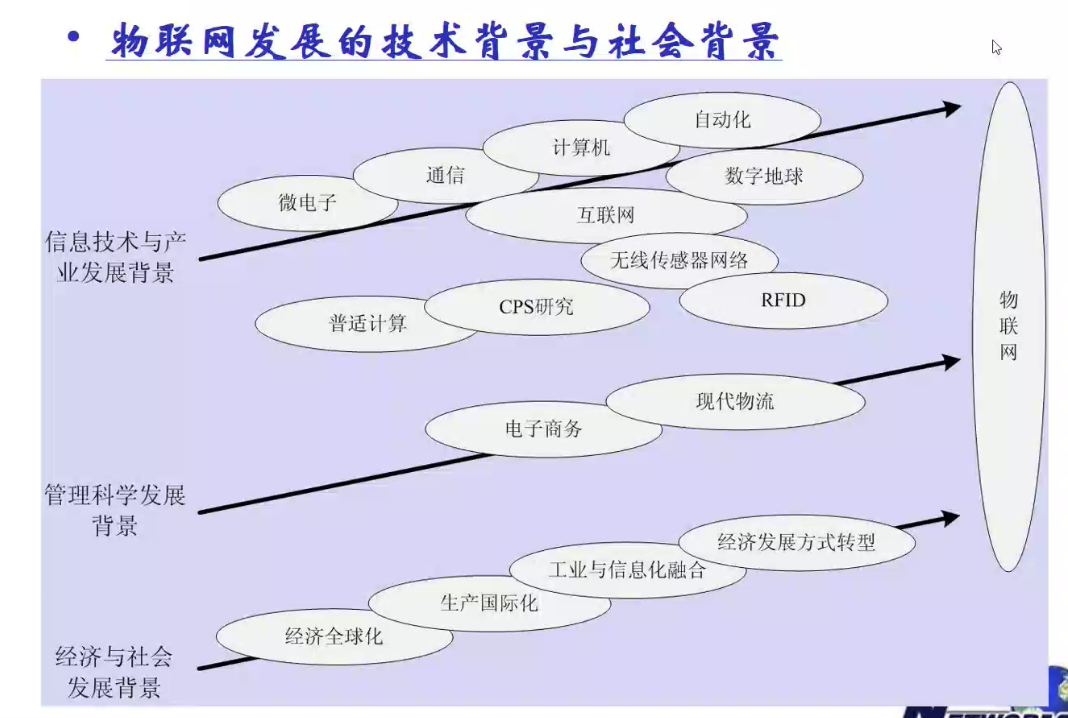 • 物联网发展的技术背景与社会背景
自动化
计算机
通信
数字地球
微电子
互联网
信息技术与产
业发展背景
无线传感器网络
RFID
CPS研究
普适计算
物
联
网
现代物流
电子商务
管理科学发展
背景
经济发展方式转型
工业与信息化融合
生产国际化
经济全球化
经济与社会
发展背景